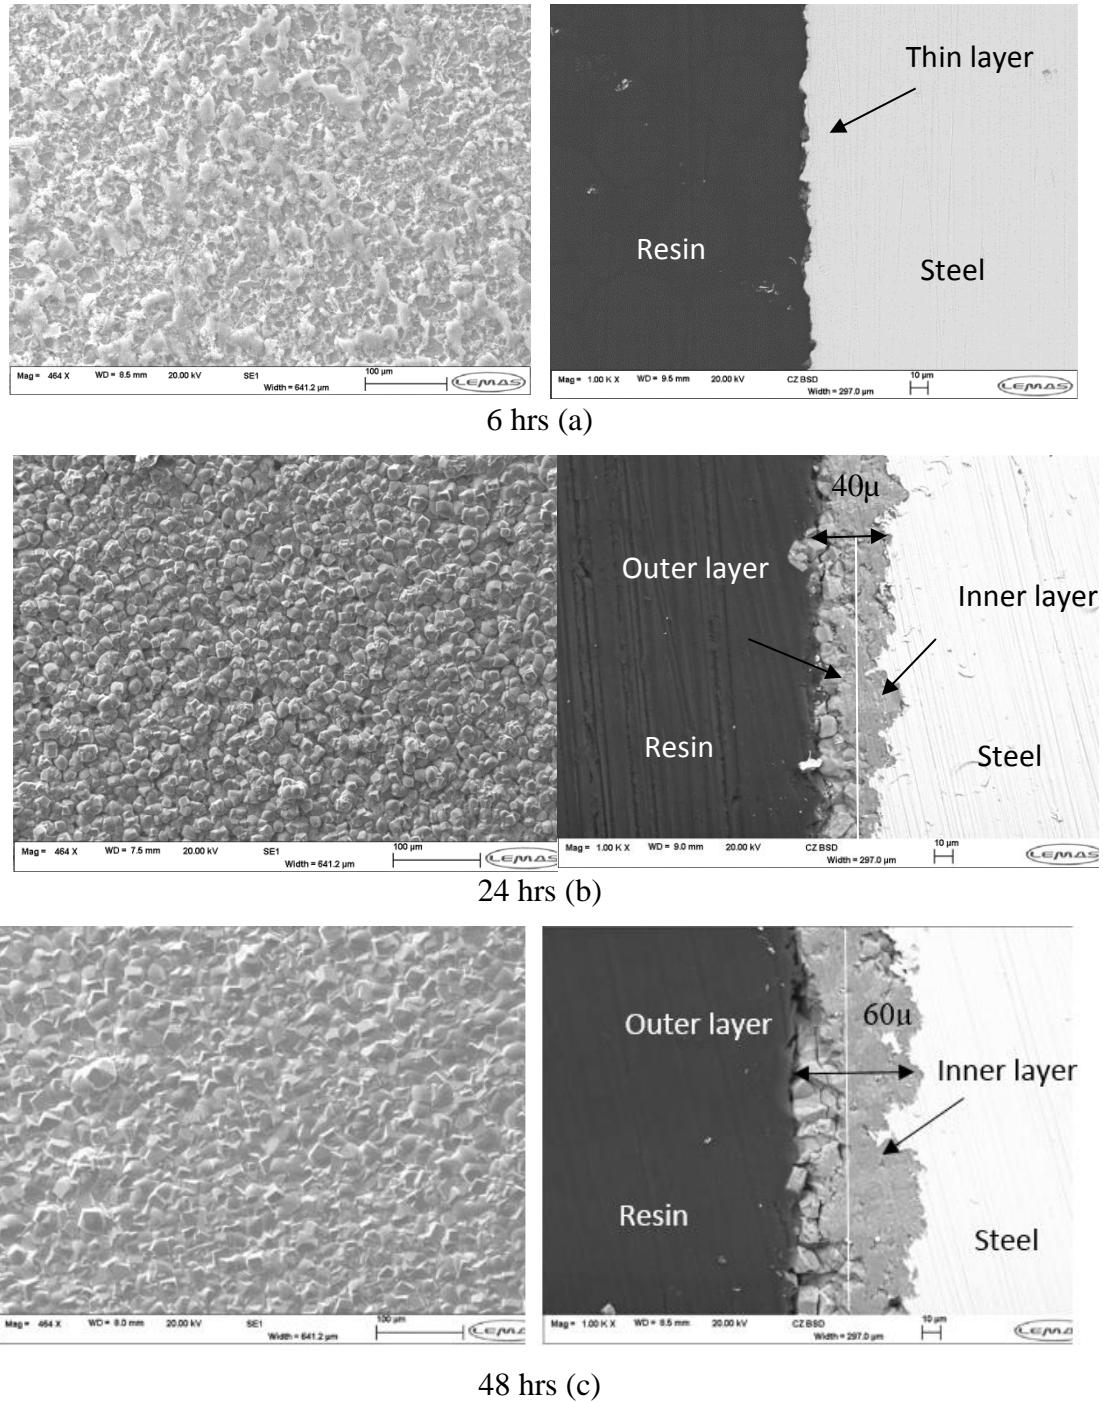 Thin layer
Resin
Steel
Mag = 464 X WD = 8.5 mm 20.00 kV SE1 Width = 641.2 µm 100 µm LEMAS
Mag = 1.00 K X WD = 9.5 mm 20.00 kV CZ BSD Width = 297.0 µm 10 µm LEMAS
6 hrs (a)
40µ
Outer layer
Inner layer
Resin
Steel
Mag = 464 X WD = 7.5 mm 20.00 kV SE1 Width = 641.2 µm 100 µm LEMAS
Mag = 1.00 K X WD = 9.0 mm 20.00 kV CZ BSD Width = 297.0 µm 10 µm LEMAS
24 hrs (b)
Outer layer
60µ
Inner layer
Resin
Steel
Mag = 464 X WD = 8.0 mm 20.00 kV SE1 Width = 641.2 µm 100 µm LEMAS
Mag = 1.00 K X WD = 8.5 mm 20.00 kV CZ BSD Width = 297.0 µm 10 µm LEMA
48 hrs (c)